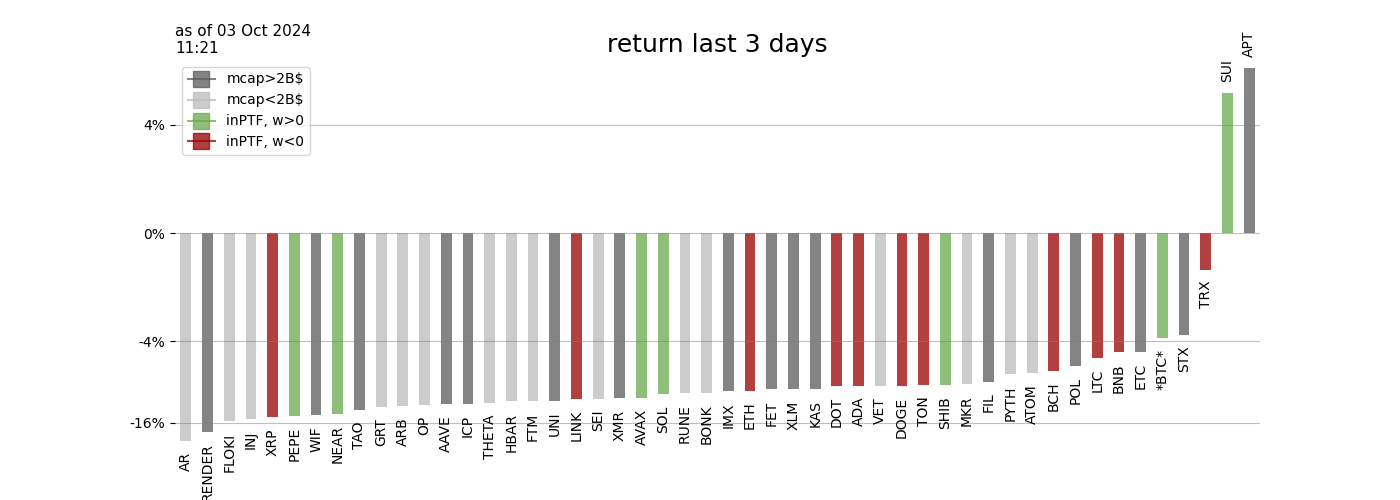 as of 03 Oct 2024
11:21
return last 3 days
mcap>2B$
mcap<2B$
inPTF, w>0
inPTF, w<0
4%
0%
-4%
-16%
AR
RENDER
FLOKI
INJ
XRP
PEPE
WIF
NEAR
TAO
GRT
ARB
OP
AAVE
ICP
THETA
HBAR
FTM
UNI
LINK
SEI
XMR
AVAX
SOL
RUNE
BONK
IMX
ETH
FET
XLM
KAS
DOT
ADA
VET
DOGE
TON
SHIB
MKR
FIL
PYTH
ATOM
BCH
POL
LTC
BNB
ETC
*BTC*
STX
TRX
SUI
APT